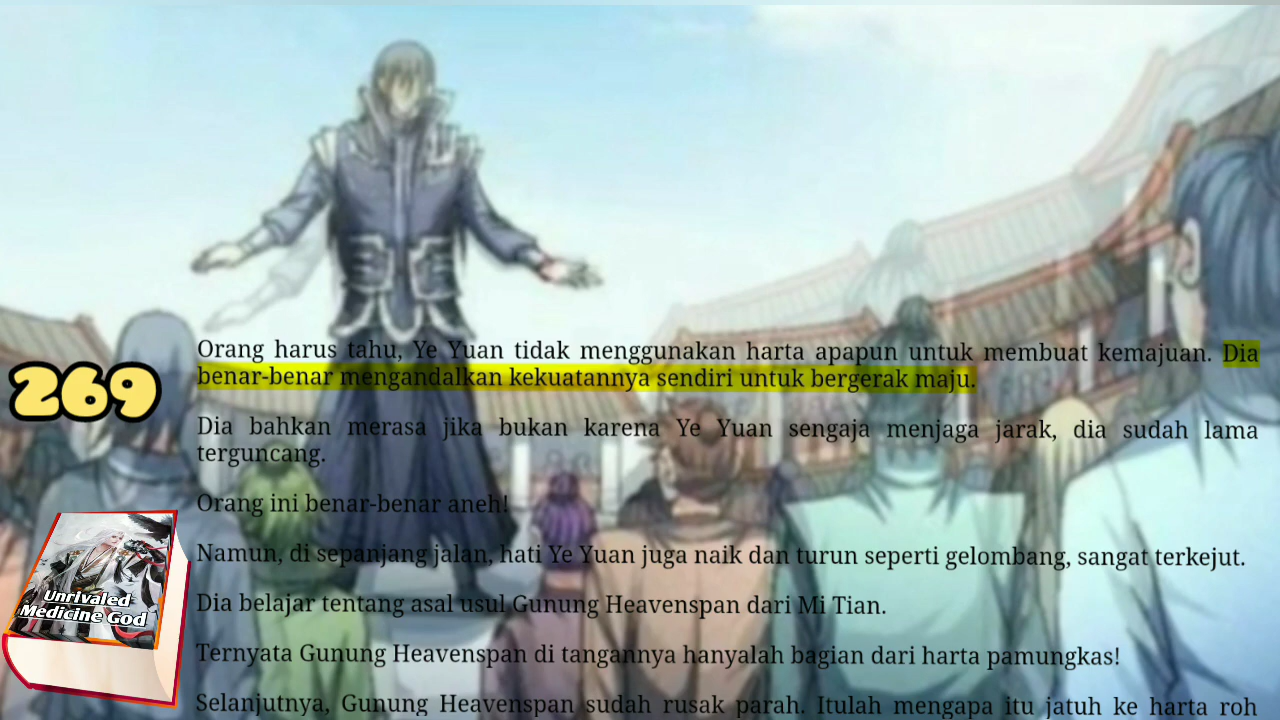 Orang harus tahu, Ye Yuan tidak menggunakan harta apapun untuk membuat kemajuan. Dia
benar-benar mengandalkan kekuatannya sendiri untuk bergerak maju.
269
Dia bahkan merasa jika bukan karena Ye Yuan sengaja menjaga jarak, dia sudah lama
terguncang.
Orang ini benar-benar aneh!
Namun, di sepanjang jalan, hati Ye Yuan juga naik dan turun seperti gelombang, sangat terkejut.
Dia belajar tentang asal usul Gunung Heavenspan dari Mi Tian.
Unrivaled
Medicine God
Ternyata Gunung Heavenspan di tangannya hanyalah bagian dari harta pamungkas!
Selanjutnya, Gunung Heavenspan sudah rusak parah. Itulah mengapa itu jatuh ke harta roh